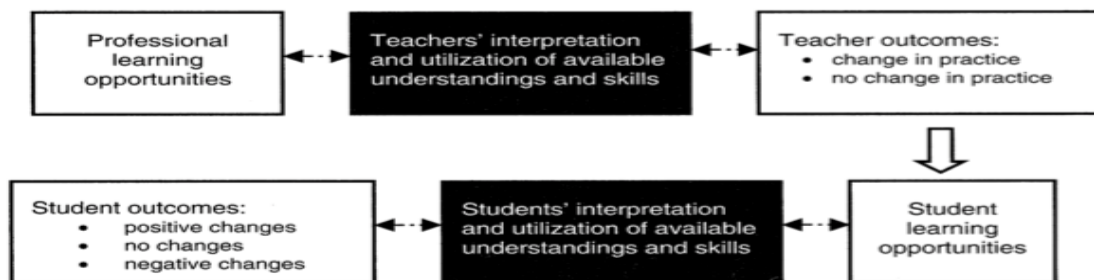 Professional
learning
opportunities
Teachers' interpretation
and utilization of available
understandings and skills
Teacher outcomes:
• change in practice
• no change in practice
Student outcomes:
• positive changes
• no changes
• negative changes
Students' interpretation
and utilization of available
understandings and skills
Student
learning
opportunities